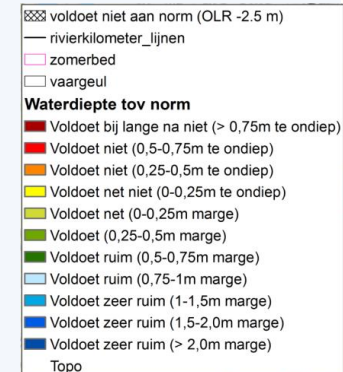 voldoet niet aan norm (OLR -2.5 m)
rivierkilometer_lijnen
zomerbed
vaargeul
Waterdiepte tov norm
Voldoet bij lange na niet (> 0,75m te ondiep)
Voldoet niet (0,5-0,75m te ondiep)
Voldoet niet (0,25-0,5m te ondiep)
Voldoet net niet (0-0,25m te ondiep)
Voldoet net (0-0,25m marge)
Voldoet (0,25-0,5m marge)
Voldoet ruim (0,5-0,75m marge)
Voldoet ruim (0,75-1m marge)
Voldoet zeer ruim (1-1,5m marge)
Voldoet zeer ruim (1,5-2,0m marge)
Voldoet zeer ruim (> 2,0m marge)
Topo